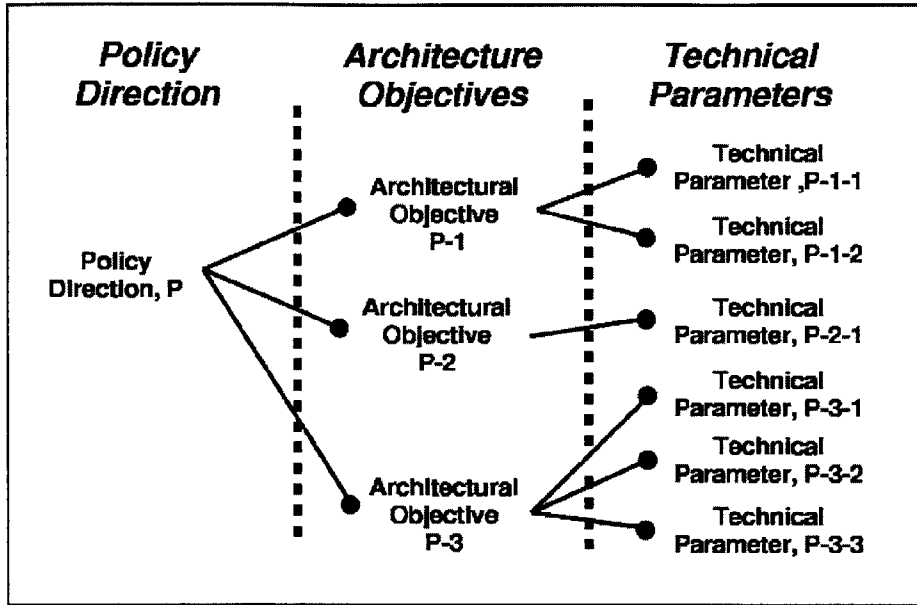 Policy
Direction
Architecture
Objectives
Technical
Parameters
Policy
Direction, P
Architectural
Objective
P-1
Architectural
Objective
P-2
Architectural
Objective
P-3
Technical
Parameter ,P-1-1
Technical
Parameter, P-1-2
Technical
Parameter, P-2-1
Technical
Parameter, P-3-1
Technical
Parameter, P-3-2
Technical
Parameter, P-3-3